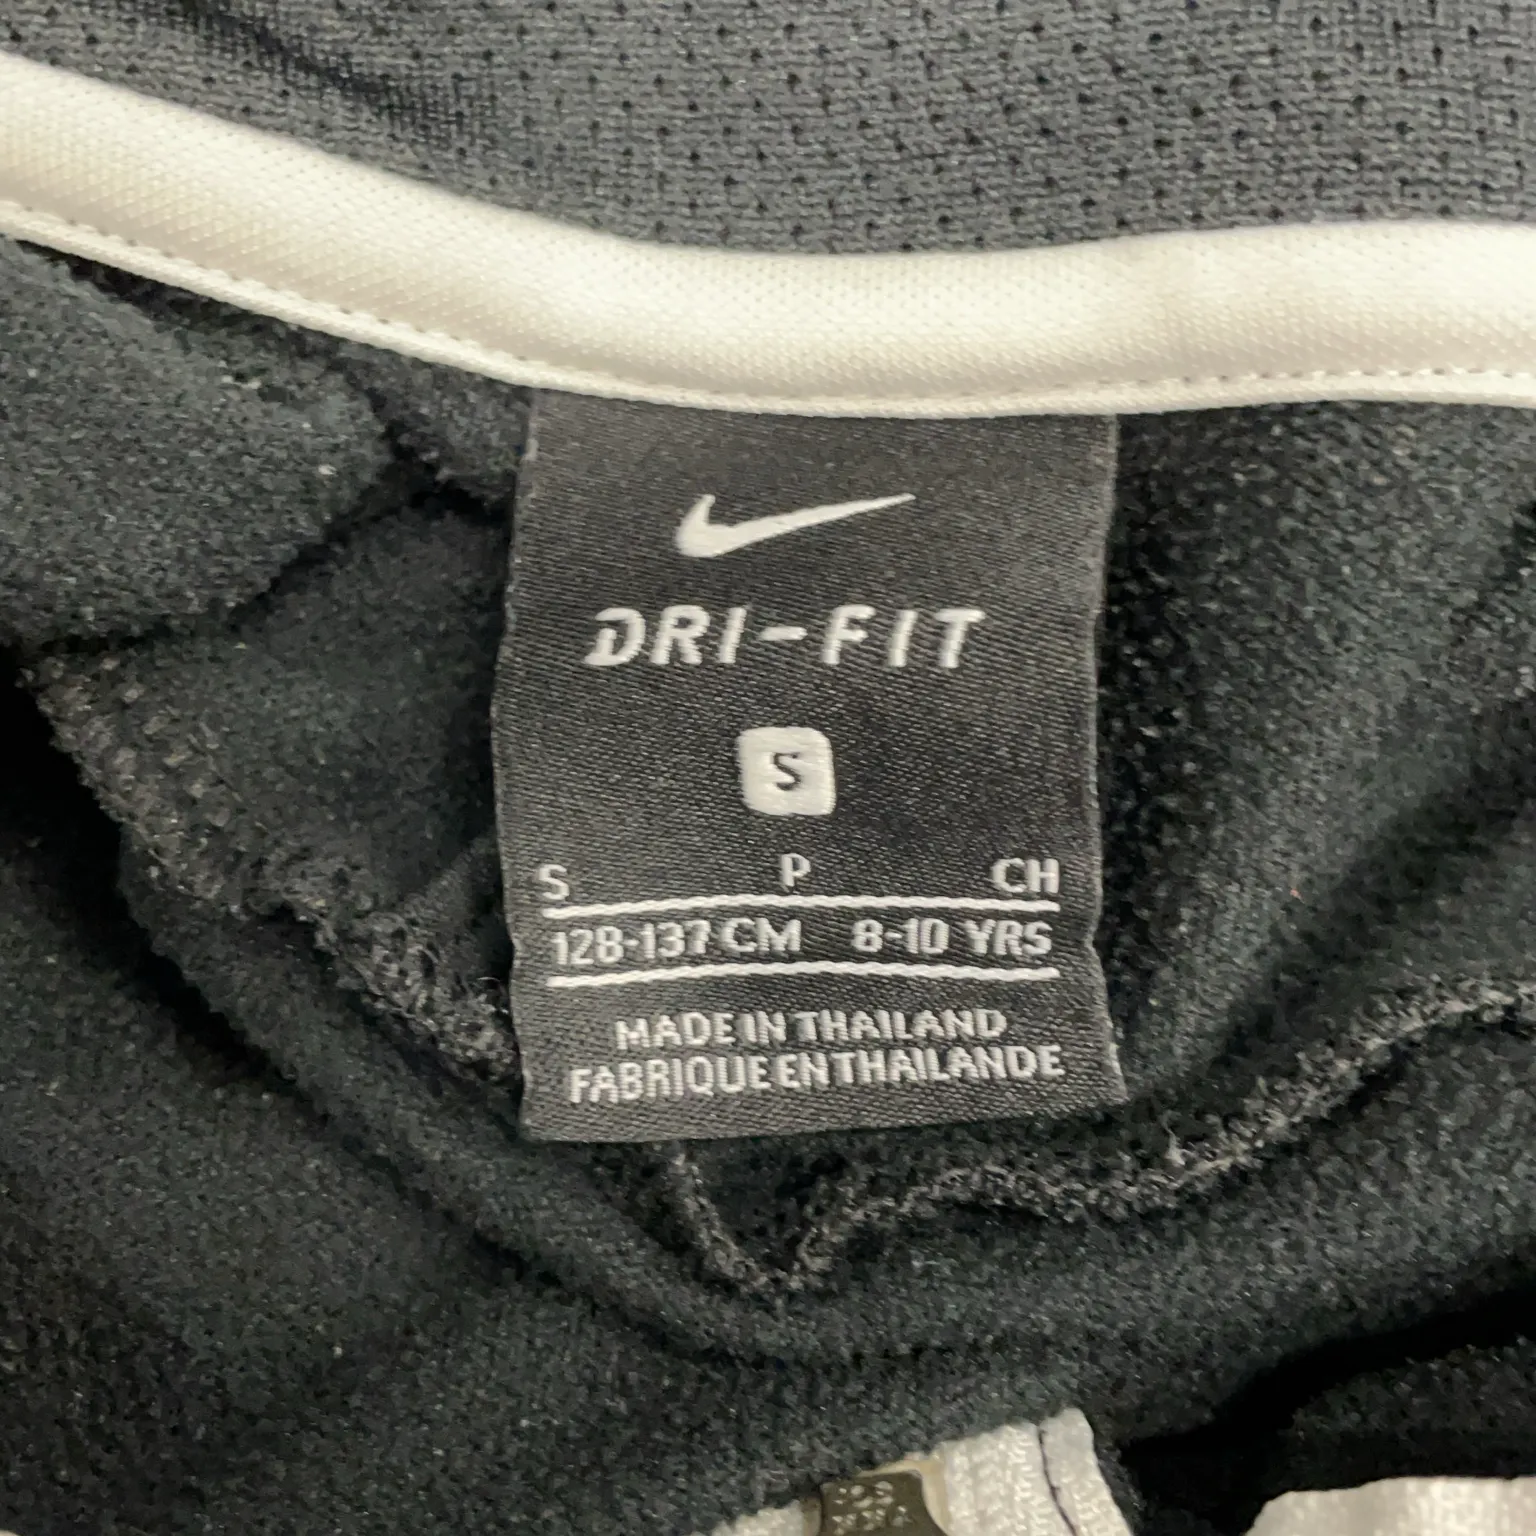 DRI-FIT
S
S P CH
128-137 CM 8-10 YRS
MADE IN THAILAND
FABRIQUE EN THAILANDE